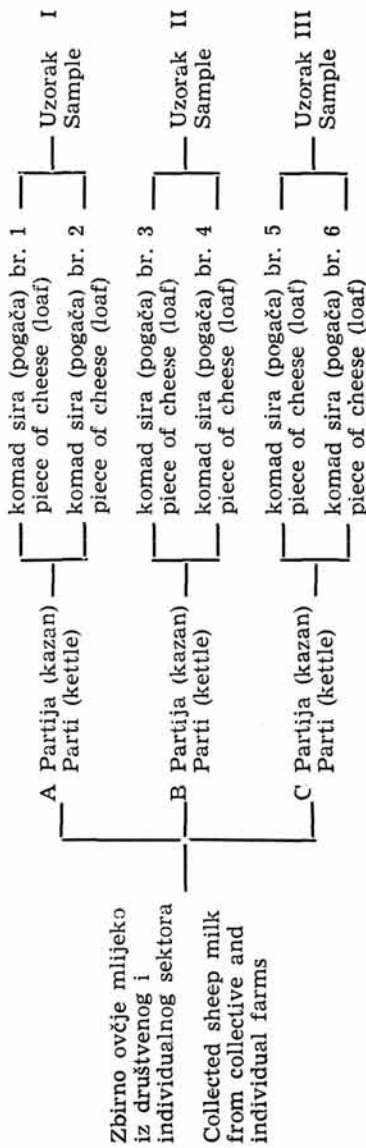 Zbirno ovčje mlijeko
iz društvenog i
individualnog sektora
Collected sheep milk
from collective and
individual farms
A Partija (kazan)
Parti (kettle)
B Partija (kazan)
Parti (kettle)
C Partija (kazan)
Parti (kettle)
komad sira (pogača) br. 1
piece of cheese (loaf)
komad sira (pogača) br. 2
piece of cheese (loaf)
komad sira (pogača) br. 3
piece of cheese (loaf)
komad sira (pogača) br. 4
piece of cheese (loaf)
komad sira (pogača) br. 5
piece of cheese (loaf)
komad sira (pogača) br. 6
piece of cheese (loaf)
Uzorak I
Sample
Uzorak II
Sample
Uzorak III
Sample